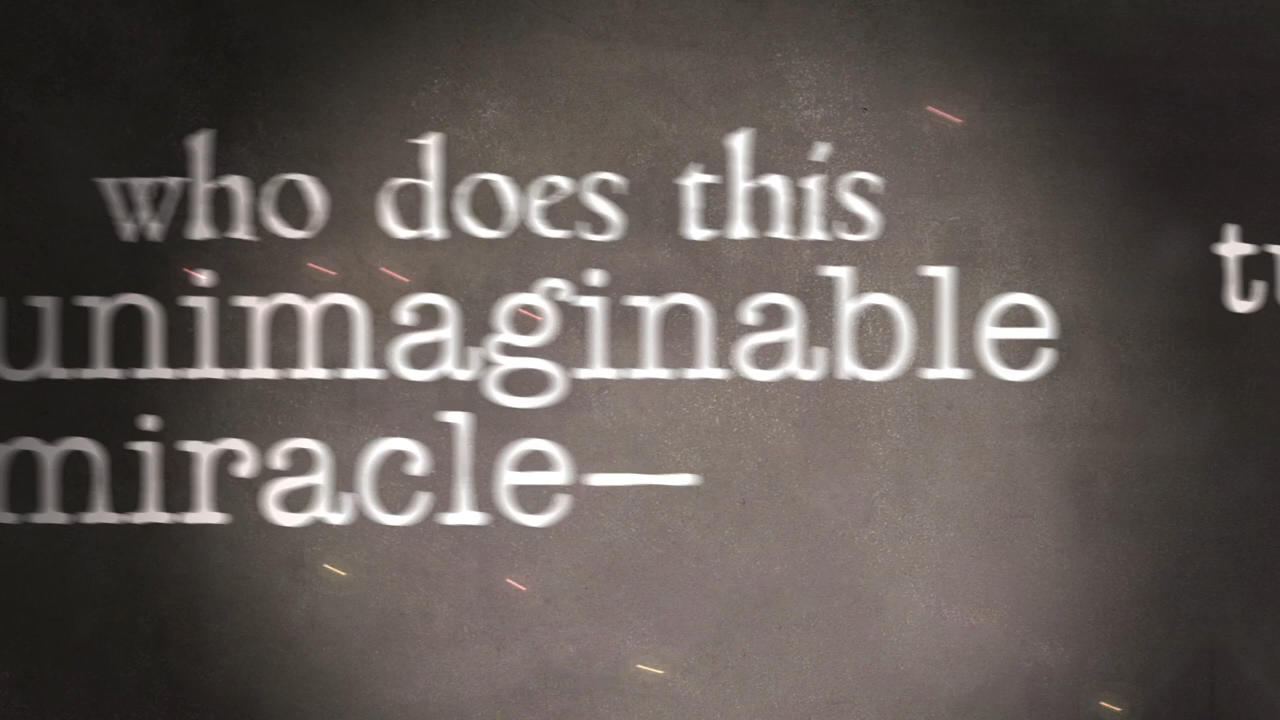 who does this
unimaginable
miracle—